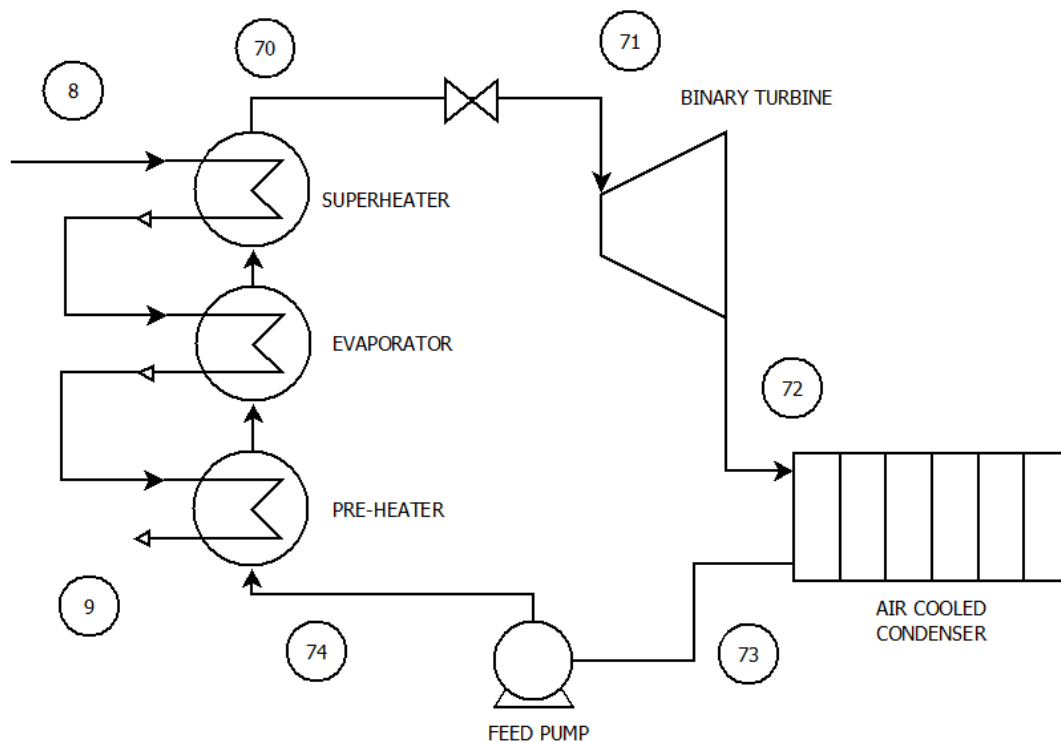 70
71
8
BINARY TURBINE
SUPERHEATER
EVAPORATOR
72
PRE-HEATER
9
AIR COOLED
CONDENSER
74
73
FEED PUMP